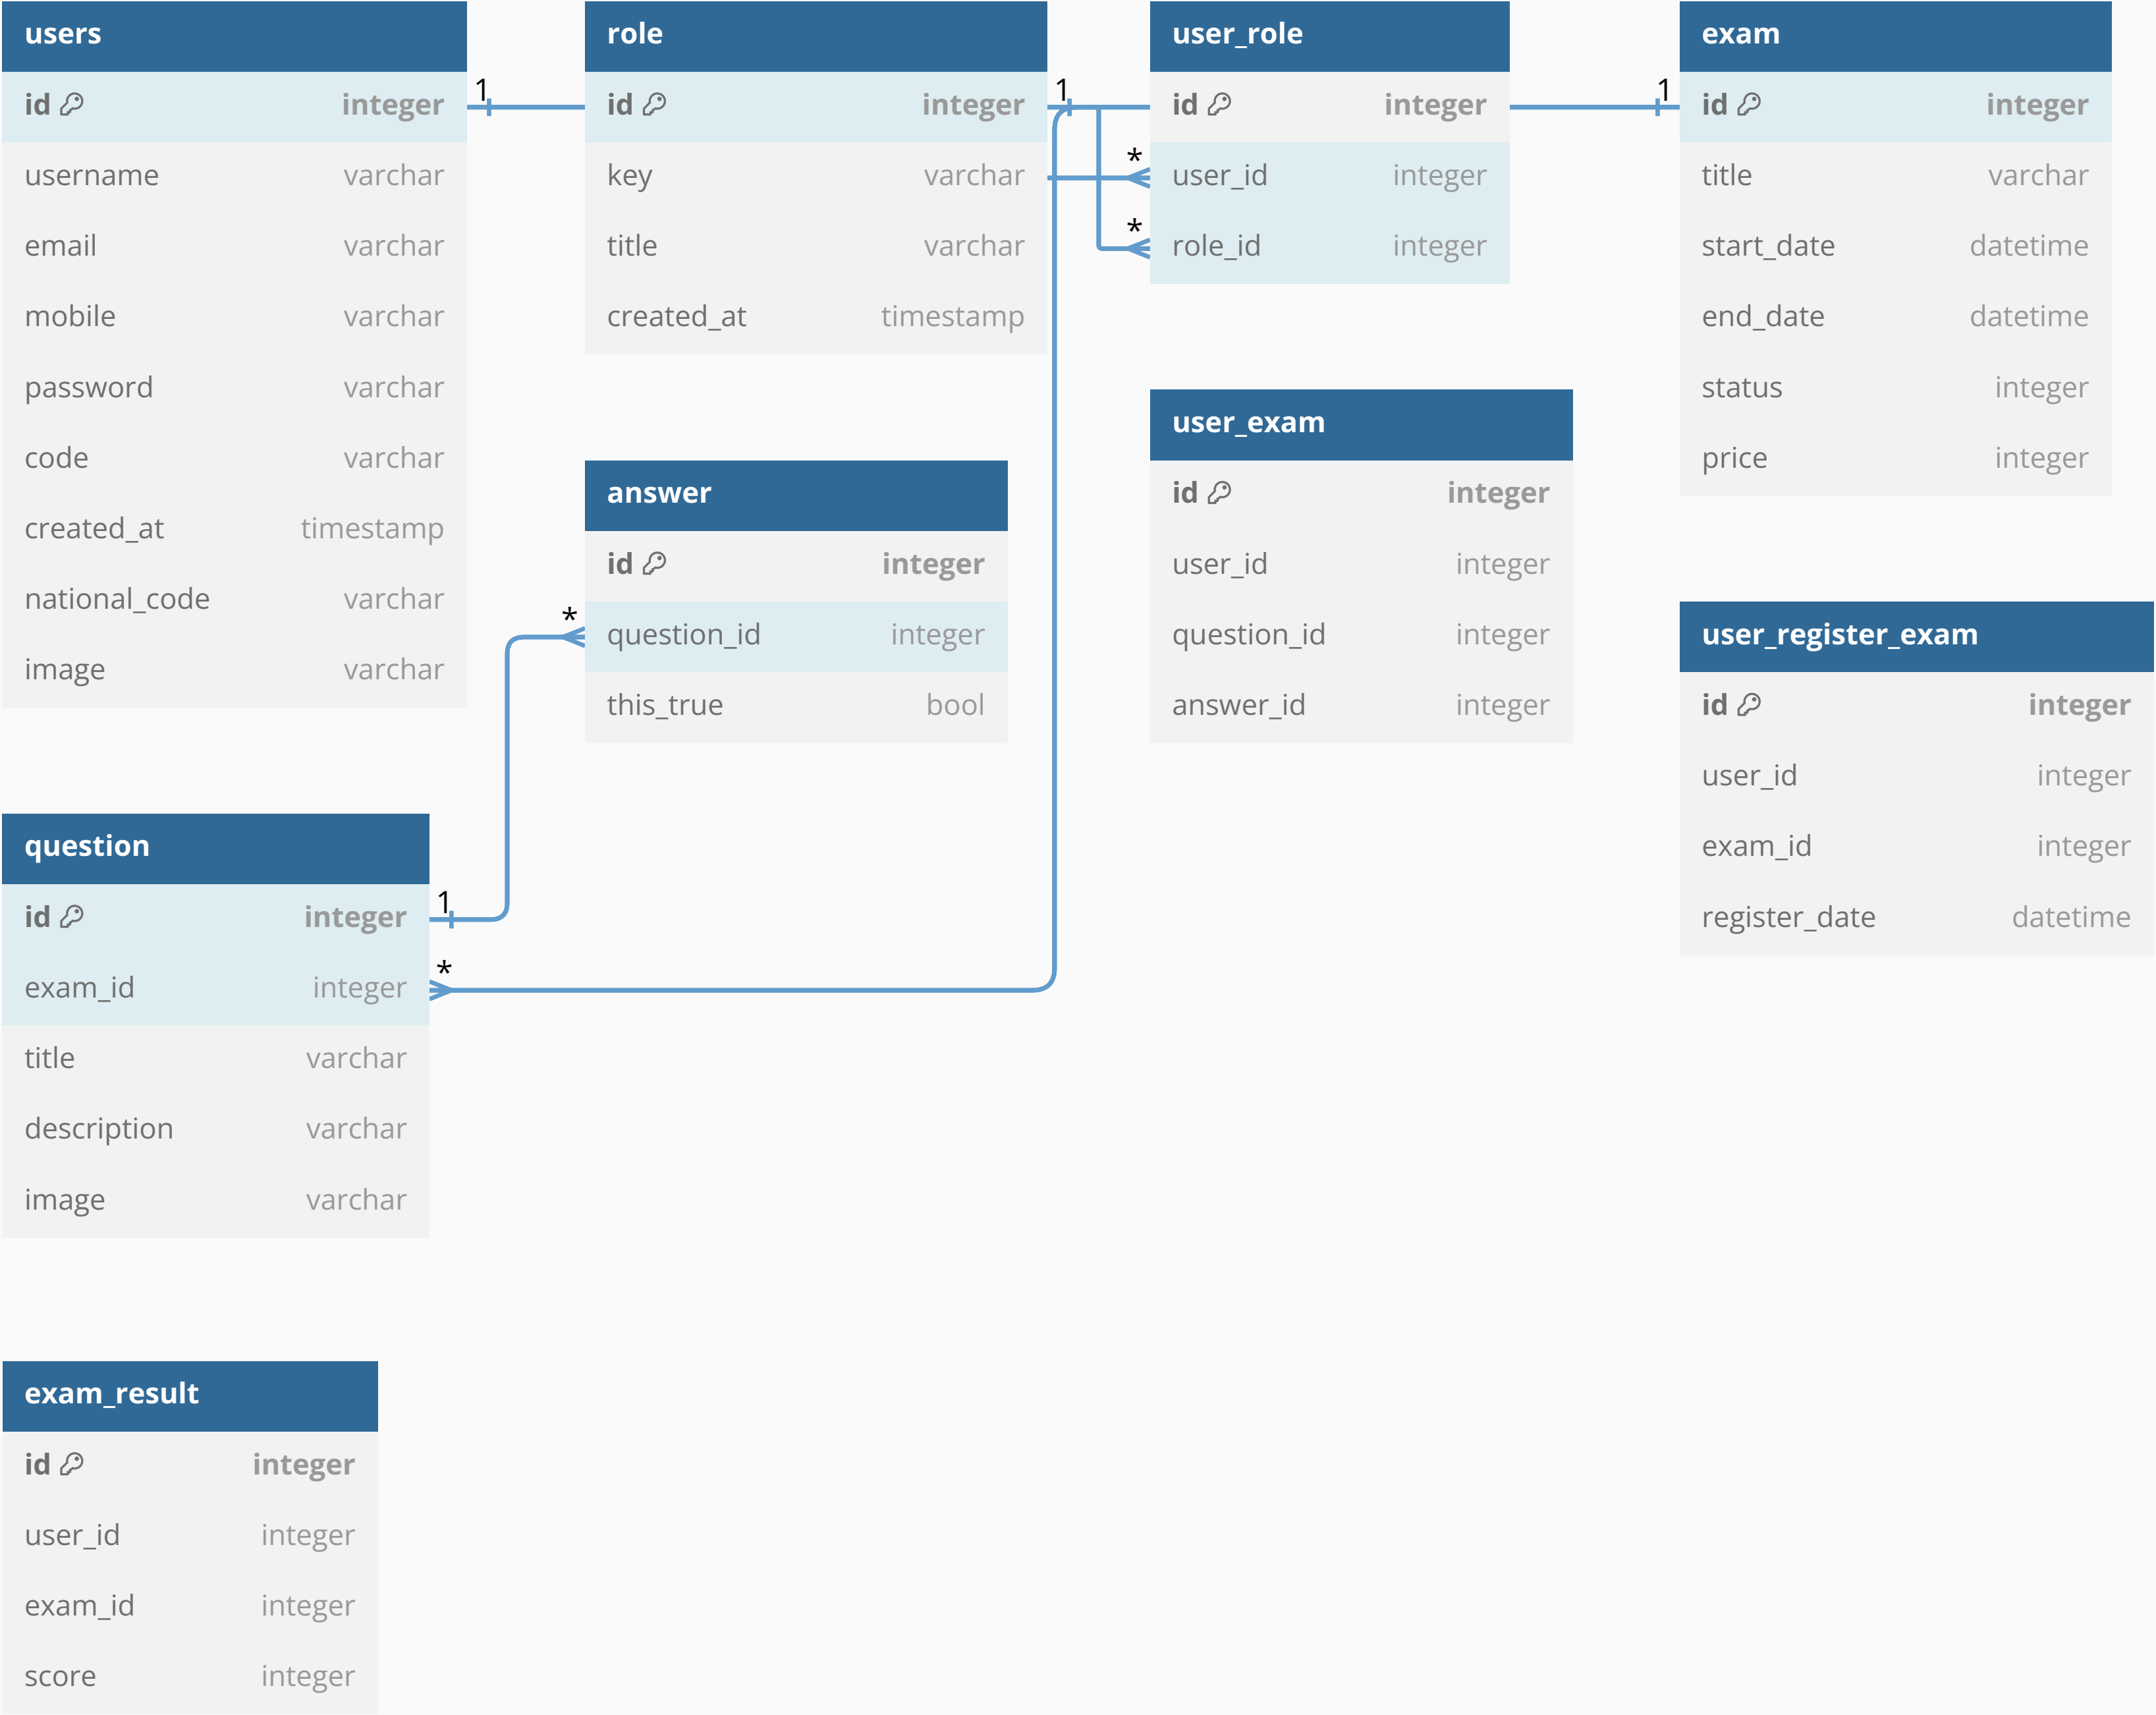 users
id integer
username varchar
email varchar
mobile varchar
password varchar
code varchar
created_at timestamp
national_code varchar
image varchar
1
role
id integer
key varchar
title varchar
created_at timestamp
1
user_role
id integer
* user_id integer
* role_id integer
exam
1
id integer
title varchar
start_date datetime
end_date datetime
status integer
price integer
answer
id integer
* question_id integer
this_true bool
user_exam
id integer
user_id integer
question_id integer
answer_id integer
user_register_exam
id integer
user_id integer
exam_id integer
register_date datetime
question
id integer 1
exam_id integer *
title varchar
description varchar
image varchar
exam_result
id integer
user_id integer
exam_id integer
score integer